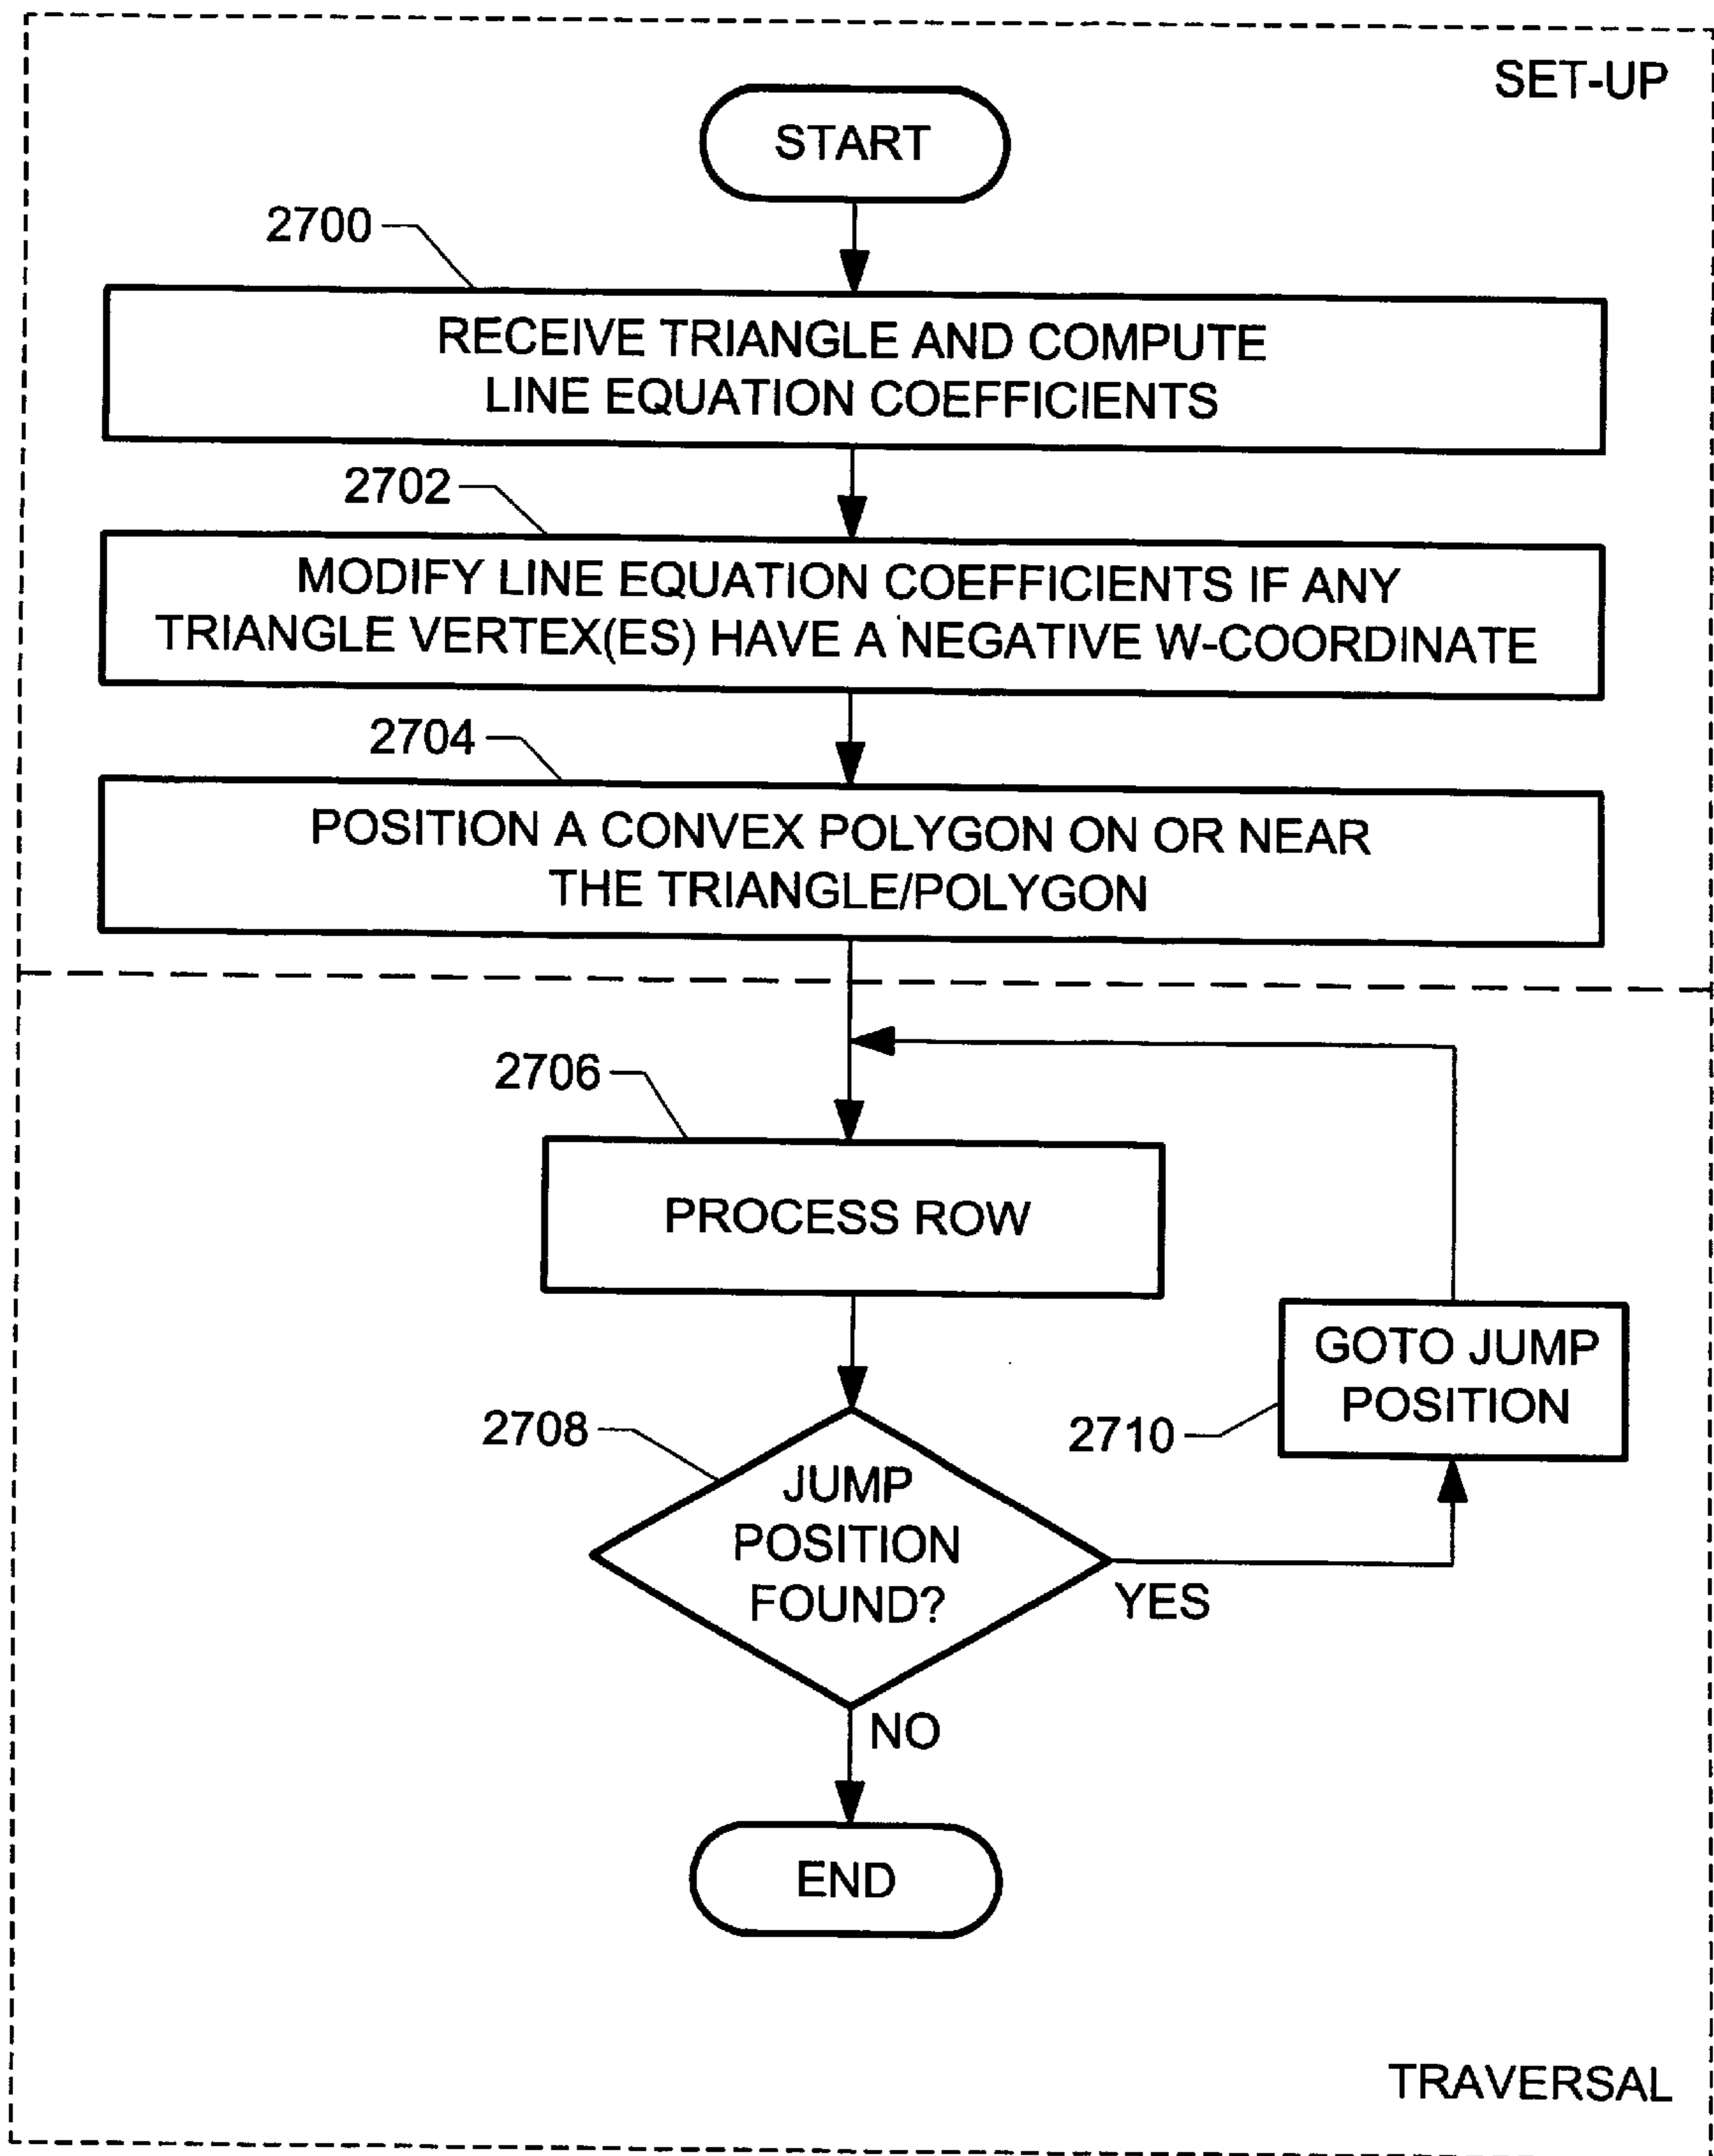 SET-UP
START
2700
RECEIVE TRIANGLE AND COMPUTE
LINE EQUATION COEFFICIENTS
2702
MODIFY LINE EQUATION COEFFICIENTS IF ANY
TRIANGLE VERTEX(ES) HAVE A NEGATIVE W-COORDINATE
2704
POSITION A CONVEX POLYGON ON OR NEAR
THE TRIANGLE/POLYGON
2706
PROCESS ROW
GOTO JUMP
POSITION
2710
2708
JUMP
POSITION
FOUND?
YES
NO
END
TRAVERSAL